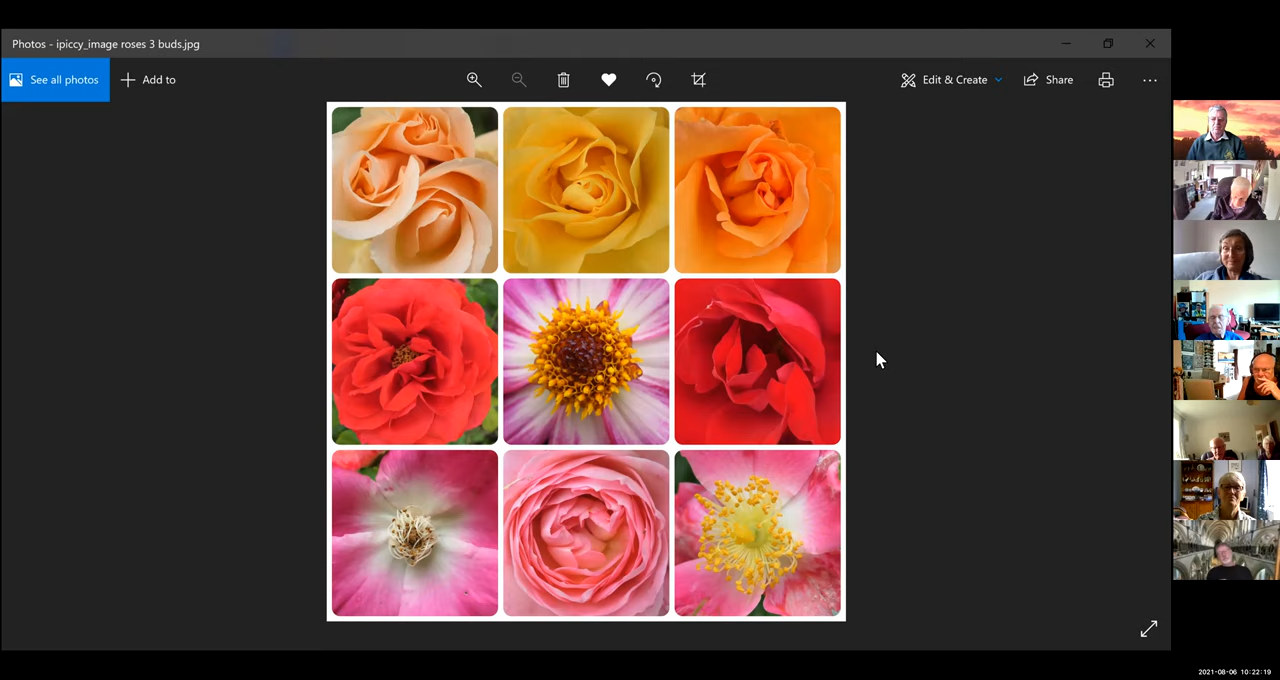 Photos - ipiccy_image roses 3 buds.jpg
See all photos
Add to
Edit & Create
Share
2021-08-06 10:22:19